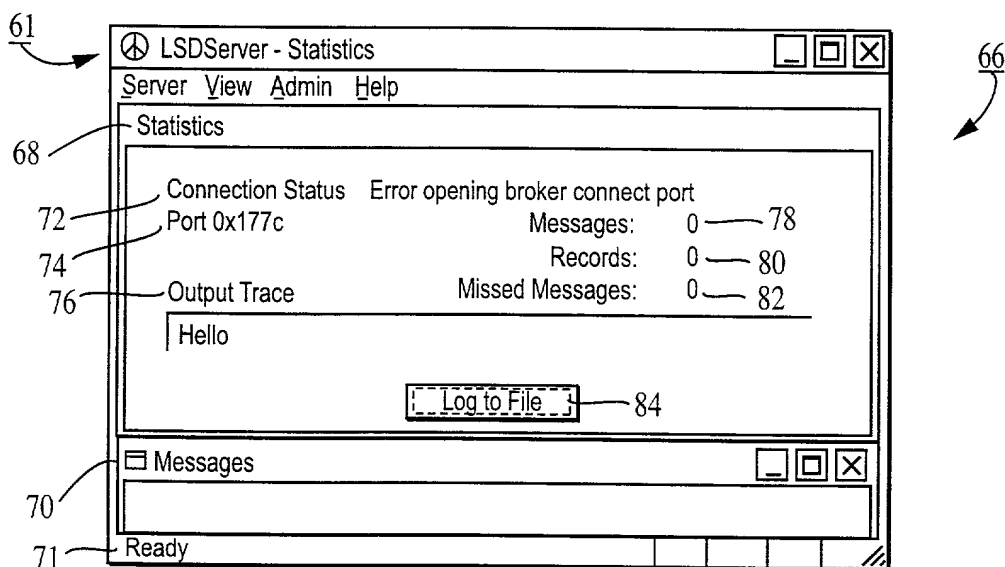 61
LSDServer - Statistics
66
Server View Admin Help
Statistics
68
Connection Status Error opening broker connect port
72
Port 0x177c Messages: 0 78
74
Records: 0 80
76 Output Trace Missed Messages: 0 82
Hello
Log to File 84
Messages
70
Ready
71